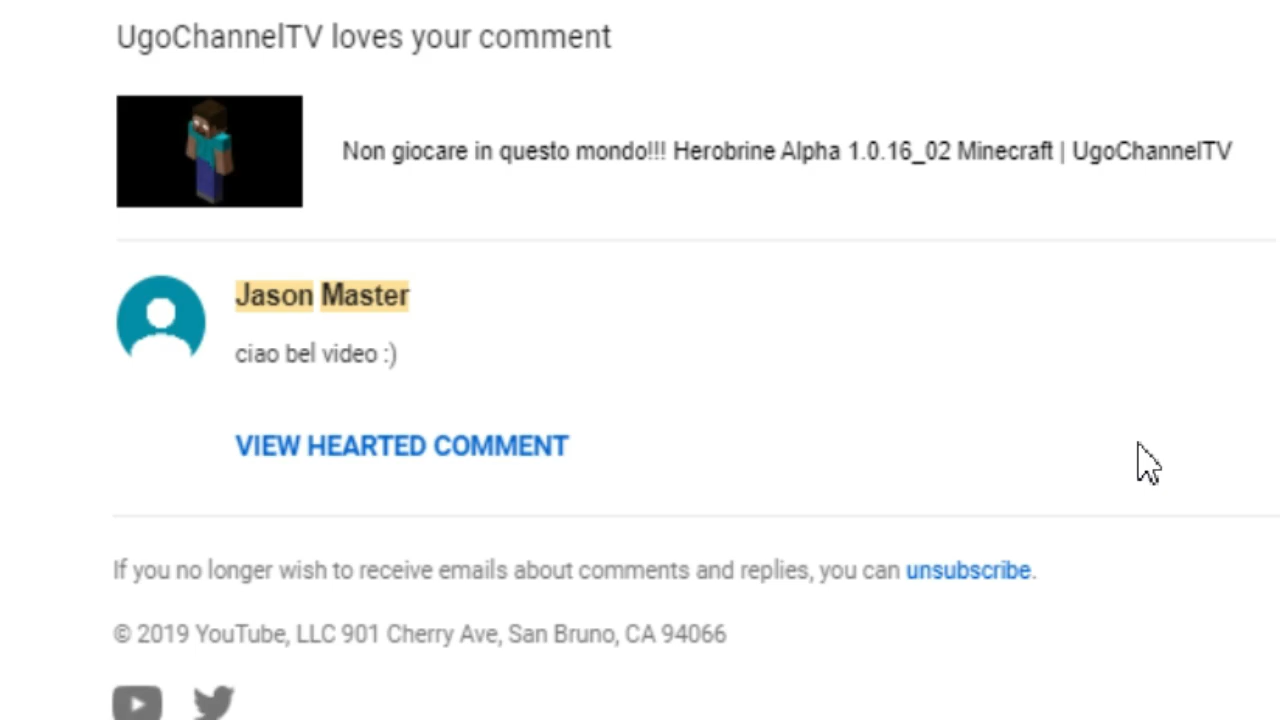 UgoChannelTV loves your comment
Non giocare in questo mondo!!! Herobrine Alpha 1.0.16_02 Minecraft | UgoChannelTV
Jason Master
ciao bel video :)
VIEW HEARTED COMMENT
If you no longer wish to receive emails about comments and replies, you can unsubscribe.
© 2019 YouTube, LLC 901 Cherry Ave, San Bruno, CA 94066